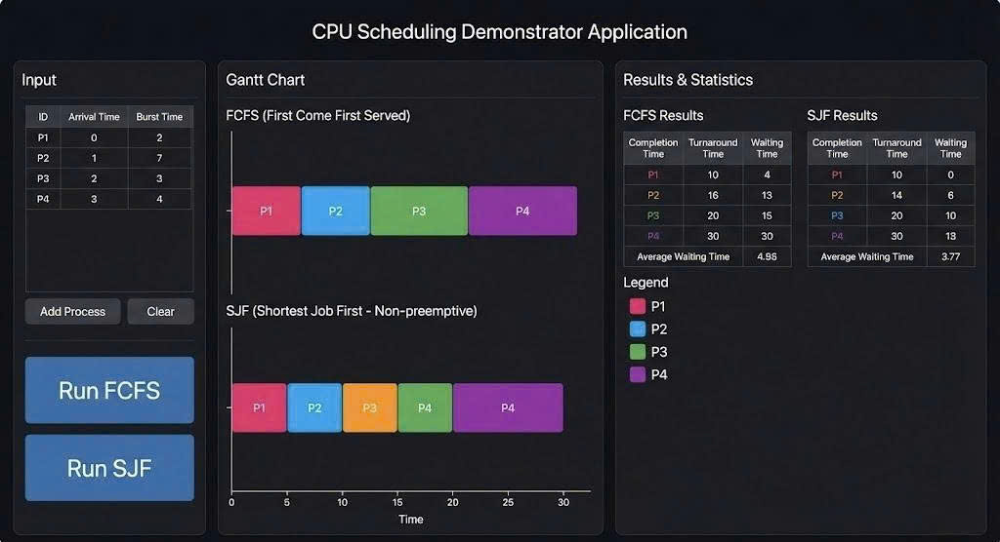 CPU Scheduling Demonstrator Application
Input
ID Arrival Time Burst Time
P1 0 2
P2 1 7
P3 2 3
P4 3 4
Add Process Clear
Run FCFS
Run SJF
Gantt Chart
FCFS (First Come First Served)
P1 P2 P3 P4
SJF (Shortest Job First - Non-preemptive)
P1 P2 P3 P4 P4
0 5 10 15 20 25 30
Time
Results & Statistics
FCFS Results
Completion Time Turnaround Time Waiting Time
P1 10 4
P2 16 13
P3 20 15
P4 30 30
Average Waiting Time 4.95
SJF Results
Completion Time Turnaround Time Waiting Time
P1 10 0
P2 14 6
P3 20 10
P4 30 13
Average Waiting Time 3.77
Legend
P1
P2
P3
P4